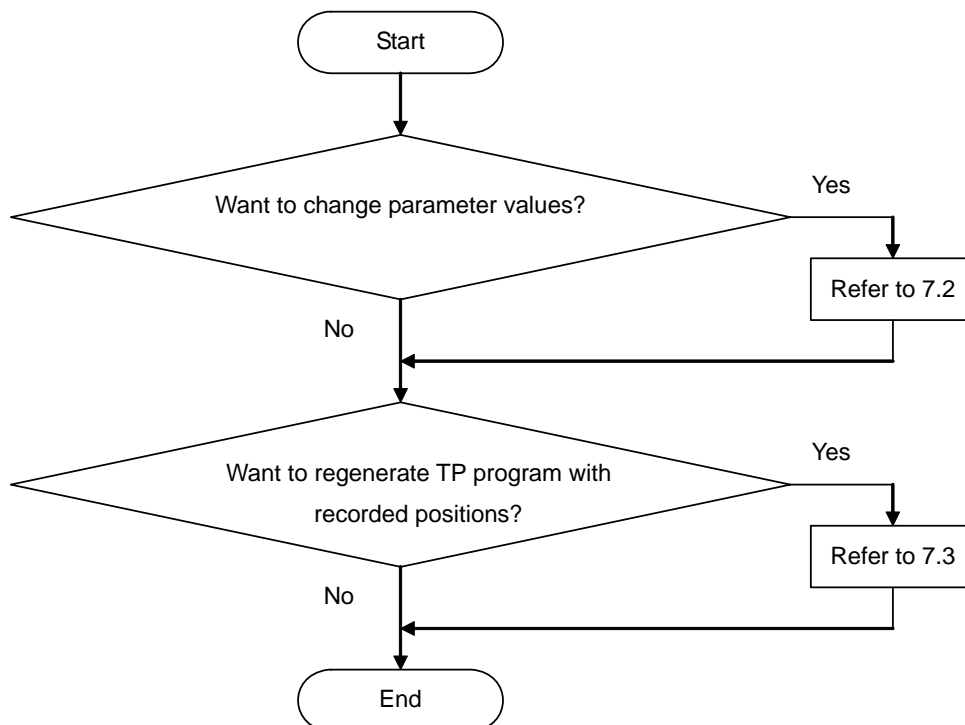 Start
Want to change parameter values?
Yes
Refer to 7.2
No
Want to regenerate TP program with
recorded positions?
Yes
Refer to 7.3
No
End